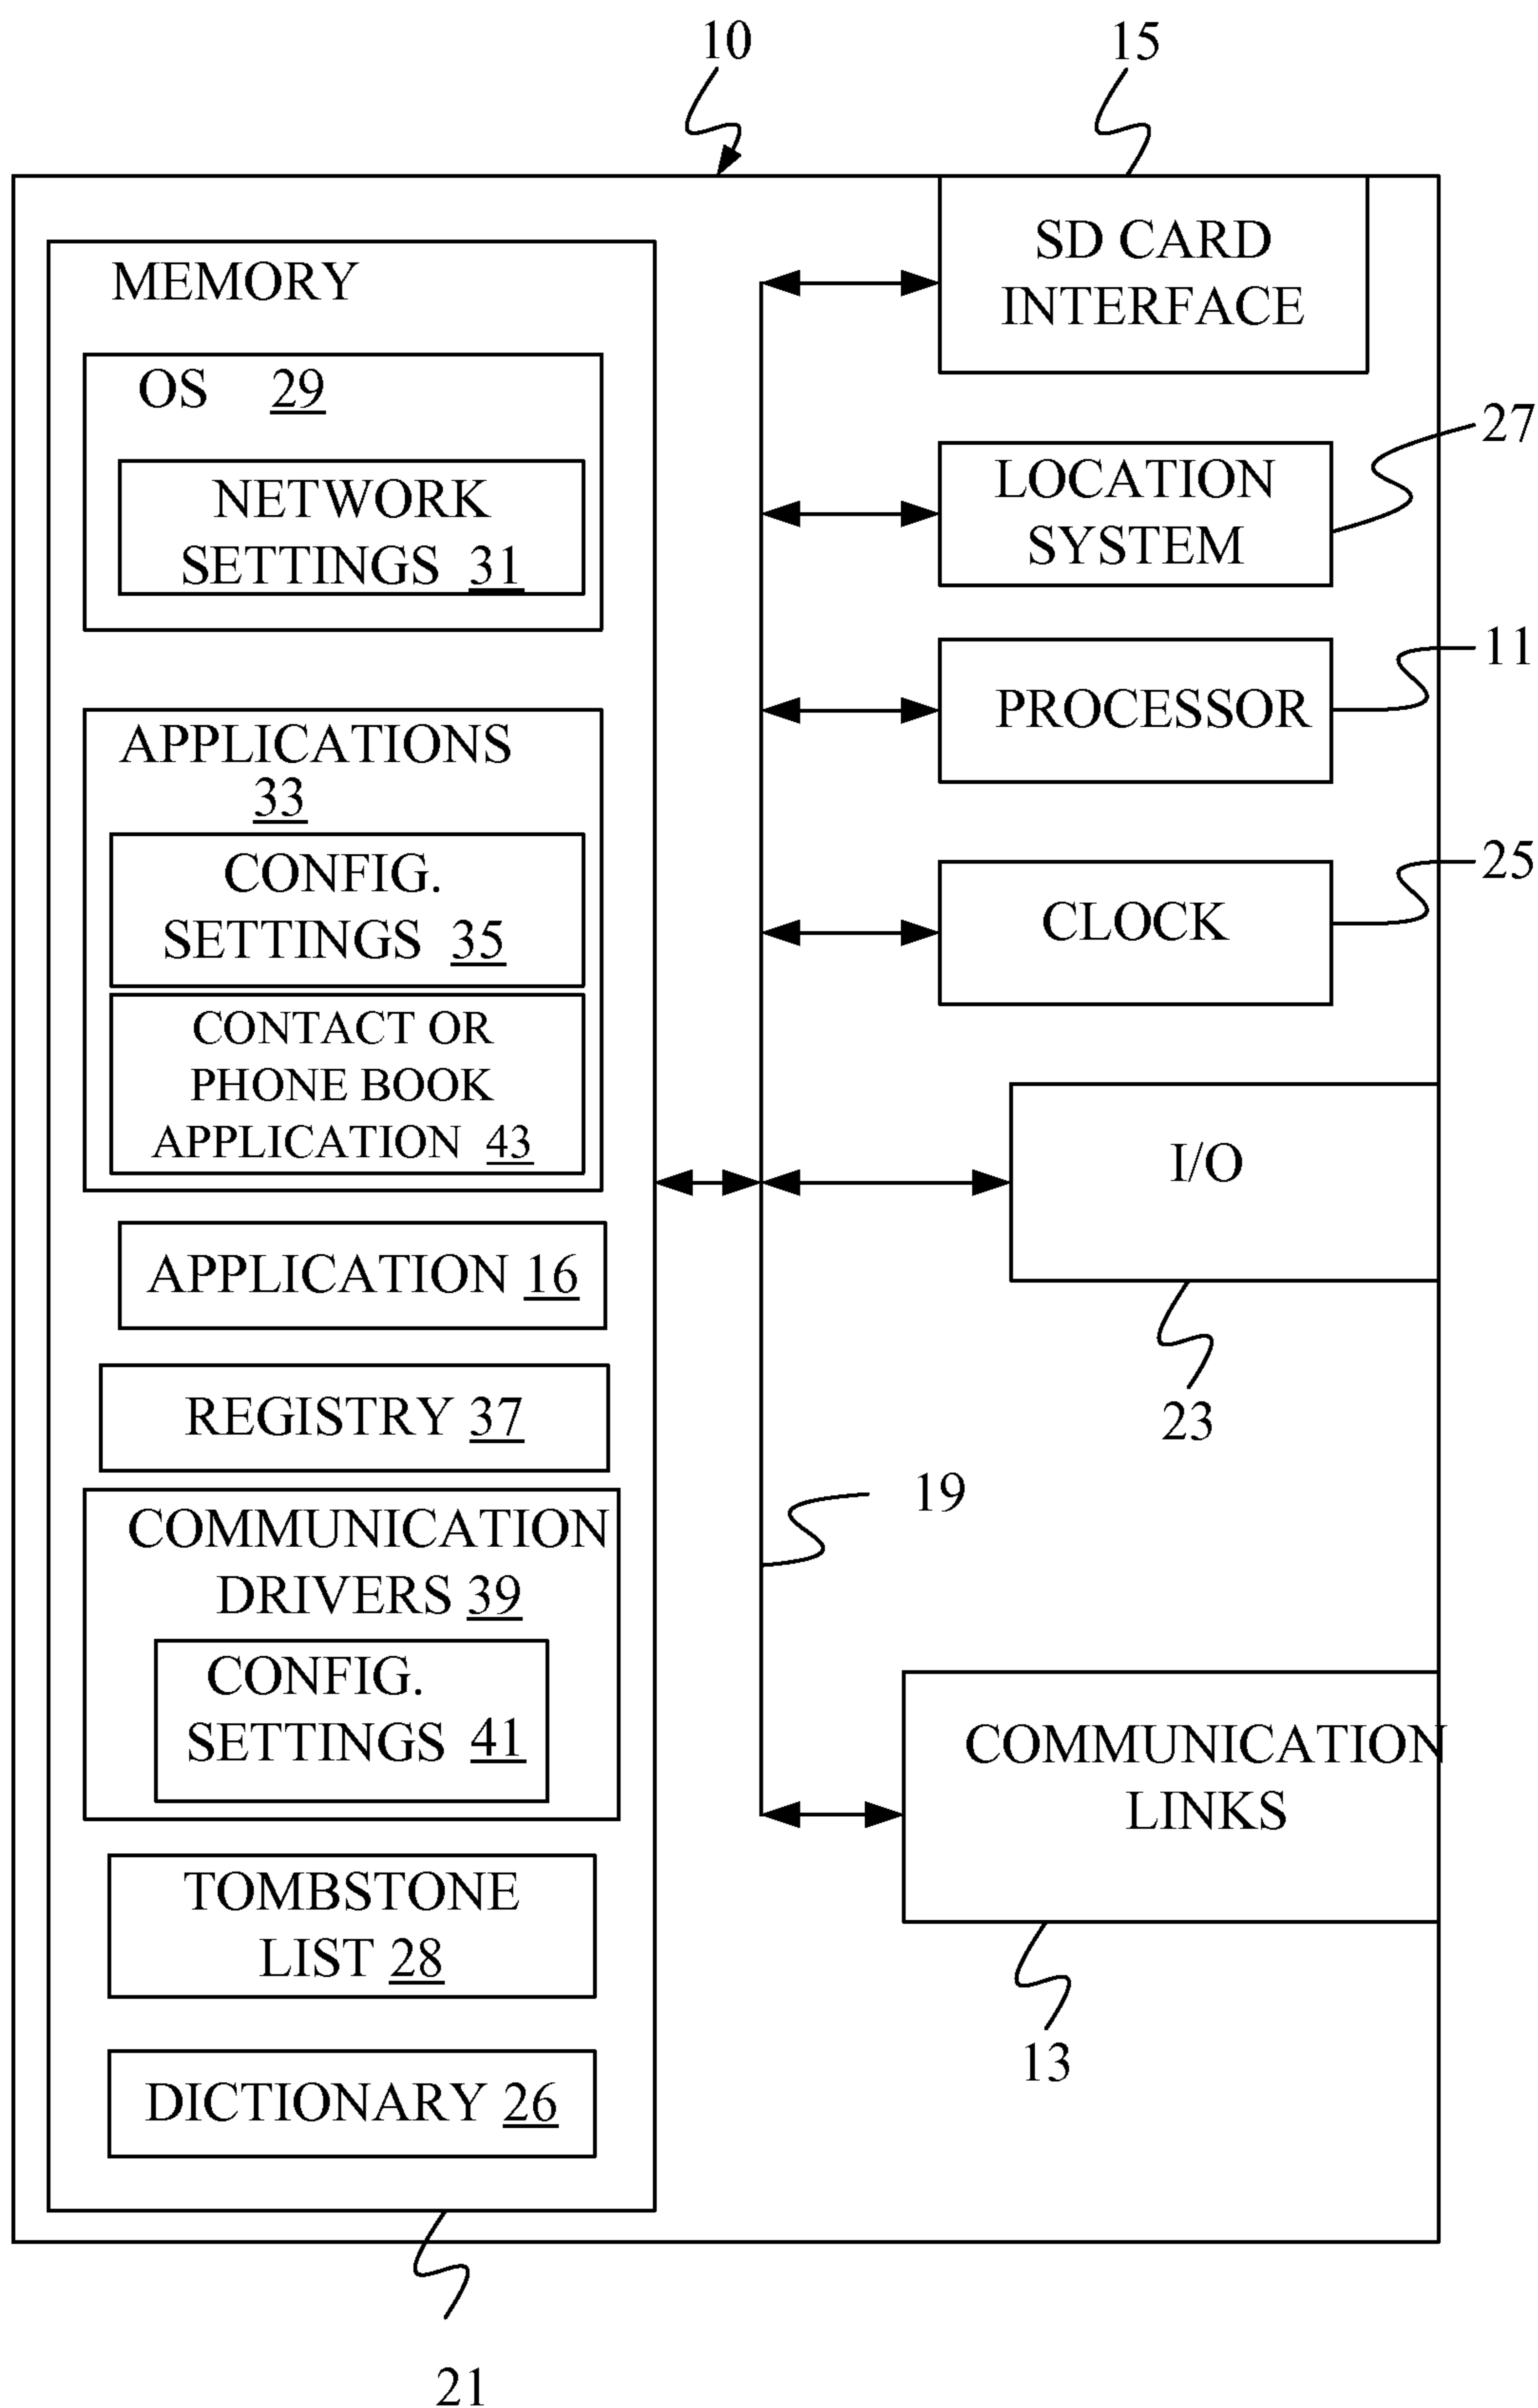 10
15
MEMORY
OS 29
NETWORK
SETTINGS 31
APPLICATIONS
33
CONFIG.
SETTINGS 35
CONTACT OR
PHONE BOOK
APPLICATION 43
APPLICATION 16
REGISTRY 37
COMMUNICATION
DRIVERS 39
CONFIG.
SETTINGS 41
TOMBSTONE
LIST 28
DICTIONARY 26
21
SD CARD
INTERFACE
LOCATION
SYSTEM
27
PROCESSOR
11
CLOCK
25
I/O
23
19
COMMUNICATION
LINKS
13